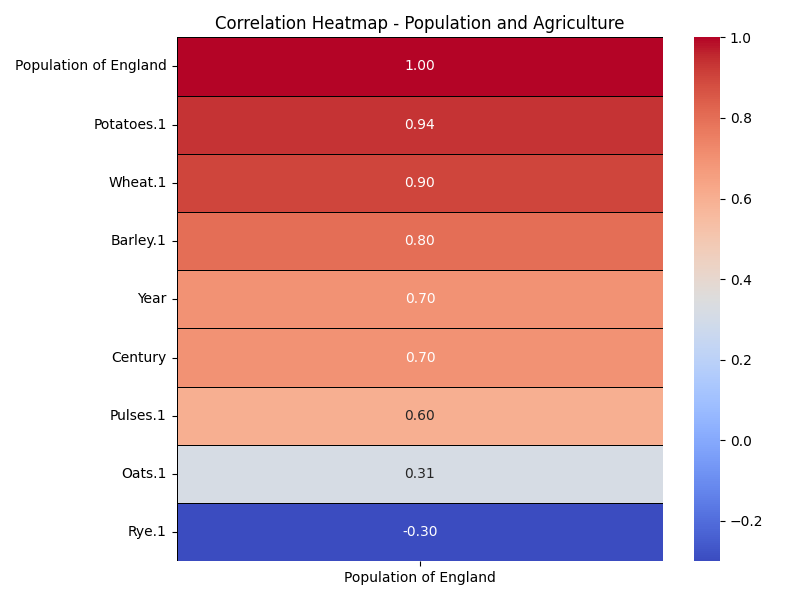 Correlation Heatmap - Population and Agriculture
Population of England 1.00
Potatoes.1 0.94
Wheat.1 0.90
Barley.1 0.80
Year 0.70
Century 0.70
Pulses.1 0.60
Oats.1 0.31
Rye.1 -0.30
Population of England
1.0
0.8
0.6
0.4
0.2
0.0
−0.2